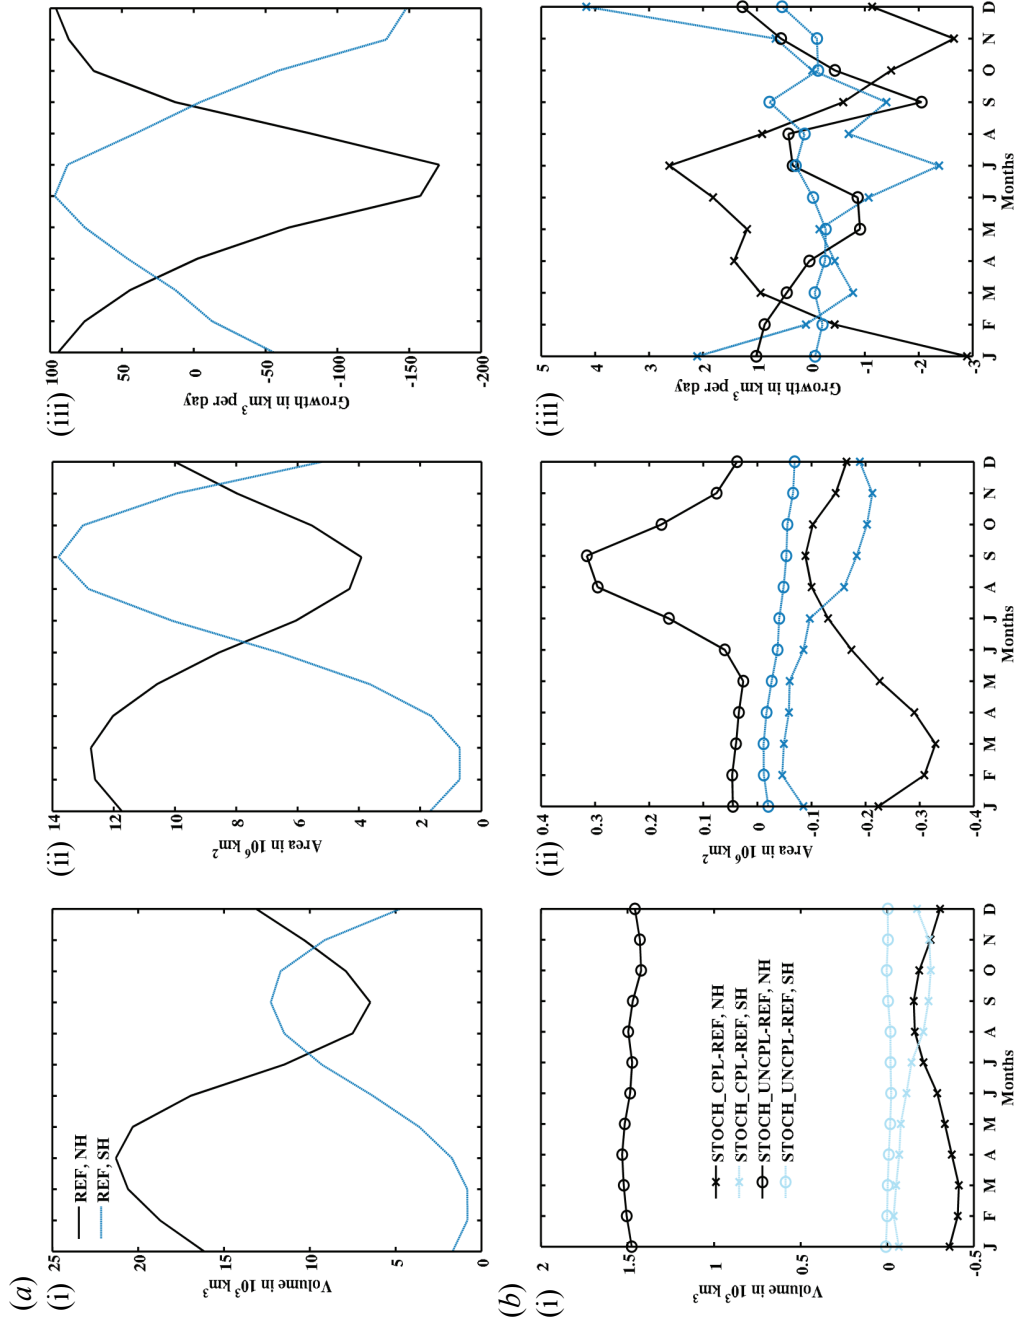 (a)
(i)
25
20
15
10
5
0
Volume in 10³ km³
REF, NH
REF, SH
(ii)
14
12
10
8
6
4
2
0
Area in 10⁶ km²
(iii)
100
50
0
-50
-100
-150
-200
Growth in km³ per day
(b)
(i)
2
1.5
1
0.5
0
-0.5
Volume in 10³ km³
STOCH_CPL-REF, NH
STOCH_CPL-REF, SH
STOCH_UNCPL-REF, NH
STOCH_UNCPL-REF, SH
J F M A M J J A S O N D
Months
(ii)
0.4
0.3
0.2
0.1
0
-0.1
-0.2
-0.3
-0.4
Area in 10⁶ km²
J F M A M J J A S O N D
Months
(iii)
5
4
3
2
1
0
-1
-2
-3
Growth in km³ per day
J F M A M J J A S O N D
Months